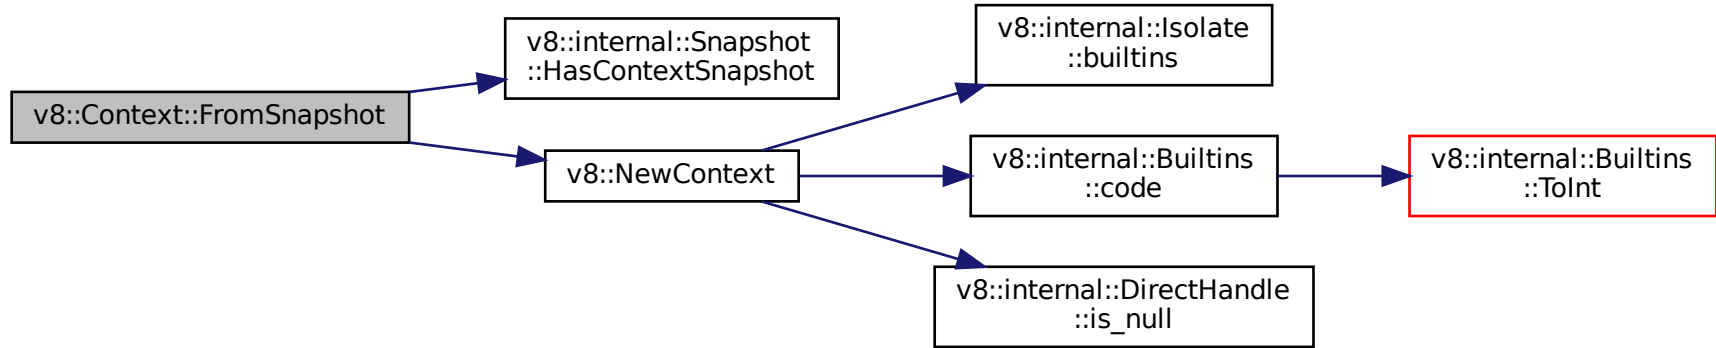 v8::Context::FromSnapshot
v8::internal::Snapshot
::HasContextSnapshot
v8::NewContext
v8::internal::Isolate
::builtins
v8::internal::Builtins
::code
v8::internal::DirectHandle
::is_null
v8::internal::Builtins
::ToInt